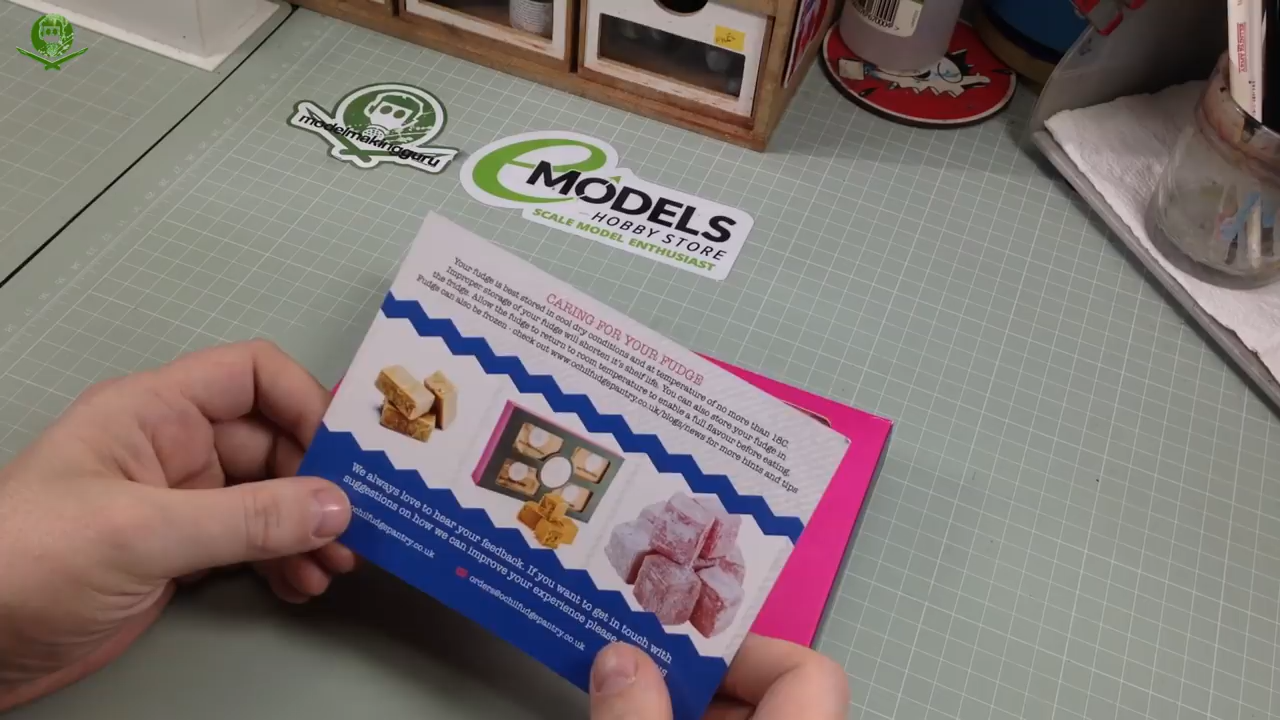 modelmakingguru
eMODELS
HOBBY STORE
SCALE MODEL ENTHUSIAST
CARING FOR YOUR FUDGE
Your fudge is best stored in cool dry conditions and at temperature of no more than 18C.
Improper storage of your fudge will shorten it's shelf life. You can also store your fudge in
the fridge. Allow the fudge to return to room temperature to enable a full flavour before eating.
Fudge can also be frozen - check out www.ochilfudgepantry.co.uk/blogs/news for more hints and tips
We always love to hear your feedback. If you want to get in touch with
suggestions on how we can improve your experience please
ochilfudgepantry.co.uk
orders@ochilfudgepantry.co.uk